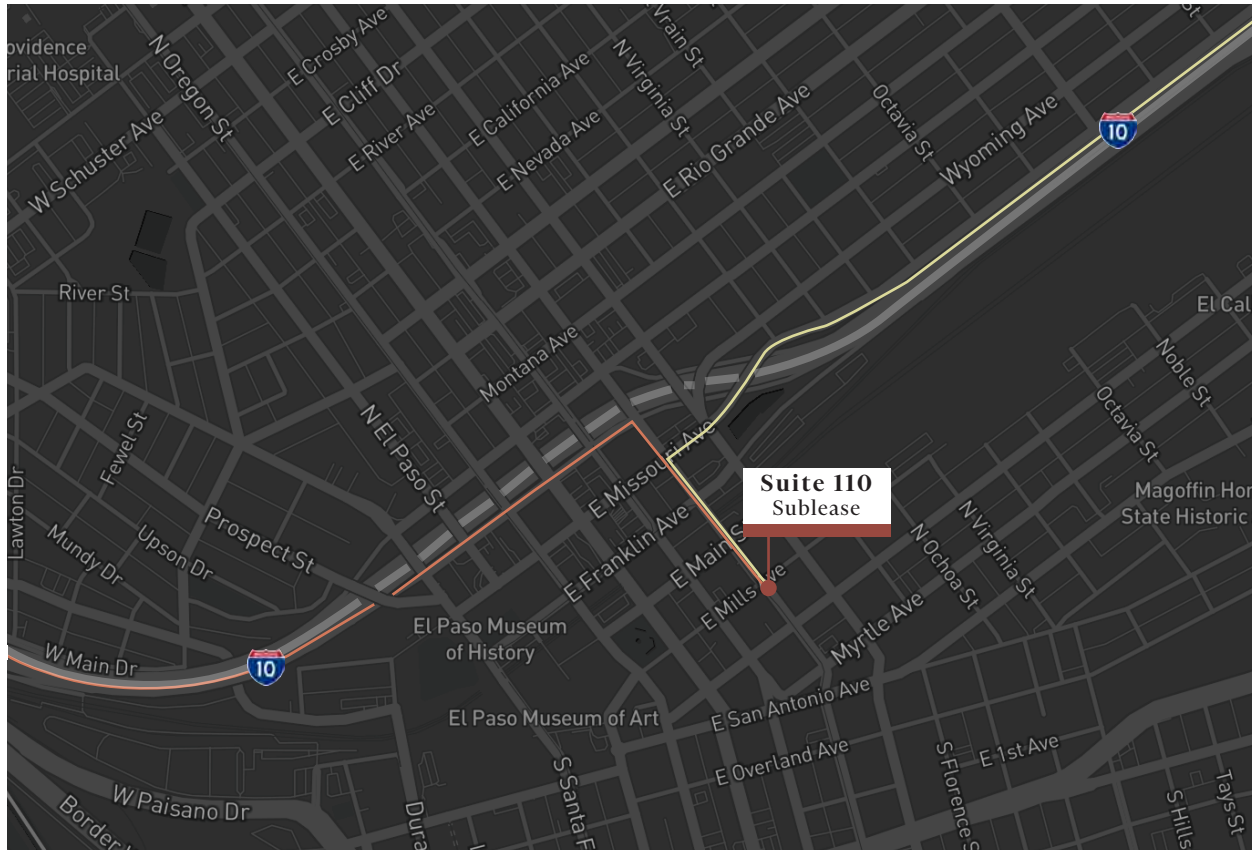 ovidence
rial Hospital
N Oregon St
E Crosby Ave
E Cliff Dr
E River Ave
E California Ave
E Nevada Ave
N Virginia St
Vrain St
St
E Rio Grande Ave
Octavia St
Wyoming Ave
10
W Schuster Ave
River St
El Cal
Montana Ave
Noble St
Octavia St
Fewel St
N El Paso St
E Missouri Ave
Suite 110
Sublease
Magoffin Hor
State Historic
Lawton Dr
Mundy Dr
Upson Dr
Prospect St
E Franklin Ave
E Main S
E Mills Ave
N Ochoa St
N Virginia St
Myrtle Ave
El Paso Museum
of History
W Main Dr
10
El Paso Museum of Art
E San Antonio Ave
E Overland Ave
E 1st Ave
S Florence S
S Santa F
W Paisano Dr
Border
Dura
S Hills
Tays St